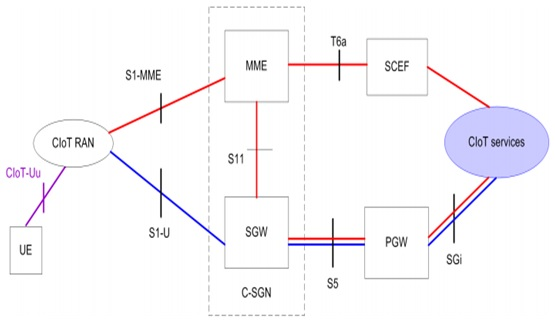 T6a
MME
SCEF
S1-MME
CIoT RAN
CIoT services
S11
CIoT-Uu
SGW
PGW
UE
S1-U
SGi
S5
C-SGN